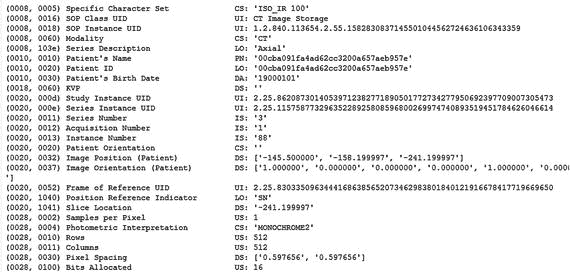 (0008, 0005) Specific Character Set CS: 'ISO_IR 100'
(0008, 0016) SOP Class UID UI: CT Image Storage
(0008, 0018) SOP Instance UID UI: 1.2.840.113654.2.55.158283083714550104456272463610634 3359
(0008, 0060) Modality CS: 'CT'
(0008, 103e) Series Description LO: 'Axial'
(0010, 0010) Patient's Name PN: '00cba091fa4ad62cc3200a657aeb957e'
(0010, 0020) Patient ID LO: '00cba091fa4ad62cc3200a657aeb957e'
(0010, 0030) Patient's Birth Date DA: '19000101'
(0018, 0060) KVP DS: ''
(0020, 000d) Study Instance UID UI: 2.25.86208730140539712382771890501772734277950692397709007305473
(0020, 000e) Series Instance UID UI: 2.25.11575877329635228925808596800269974740893519451784626046614
(0020, 0011) Series Number IS: '3'
(0020, 0012) Acquisition Number IS: '1'
(0020, 0013) Instance Number IS: '88'
(0020, 0020) Patient Orientation CS: ''
(0020, 0032) Image Position (Patient) DS: ['-145.500000', '-158.199997', '-241.199997']
(0020, 0037) Image Orientation (Patient) DS: ['1.000000', '0.000000', '0.000000', '0.000000', '1.000000', '0.000
']
(0020, 0052) Frame of Reference UID UI: 2.25.83033509634441686385652073462983801840121916678417719669650
(0020, 1040) Position Reference Indicator LO: 'SN'
(0020, 1041) Slice Location DS: '-241.199997'
(0028, 0002) Samples per Pixel US: 1
(0028, 0004) Photometric Interpretation CS: 'MONOCHROME2'
(0028, 0010) Rows US: 512
(0028, 0011) Columns US: 512
(0028, 0030) Pixel Spacing DS: ['0.597656', '0.597656']
(0028, 0100) Bits Allocated US: 16